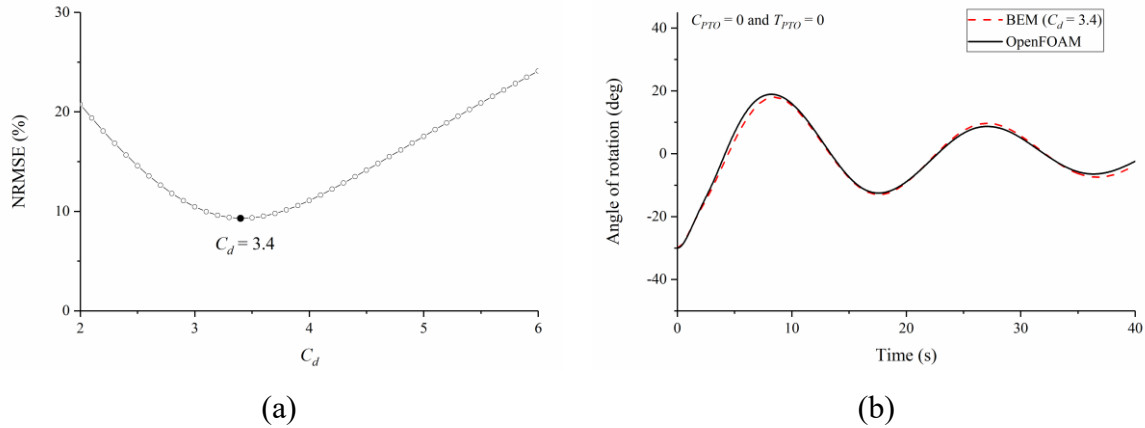 30
20
10
0
NRMSE (%)
C_d = 3.4
2 3 4 5 6
C_d
(a)
C_PTO = 0 and T_PTO = 0
BEM (C_d = 3.4)
OpenFOAM
40
20
0
-20
-40
Angle of rotation (deg)
0 10 20 30 40
Time (s)
(b)